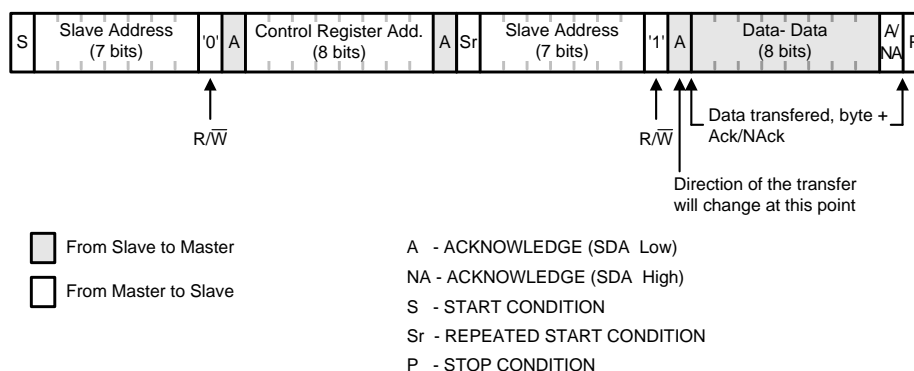 S Slave Address (7 bits) '0' A Control Register Add. (8 bits) A Sr Slave Address (7 bits) '1' A Data- Data (8 bits) A/ NA P
R/W̅
R/W̅
Data transfered, byte +
Ack/NAck
Direction of the transfer
will change at this point
From Slave to Master
From Master to Slave
A - ACKNOWLEDGE (SDA Low)
NA - ACKNOWLEDGE (SDA High)
S - START CONDITION
Sr - REPEATED START CONDITION
P - STOP CONDITION